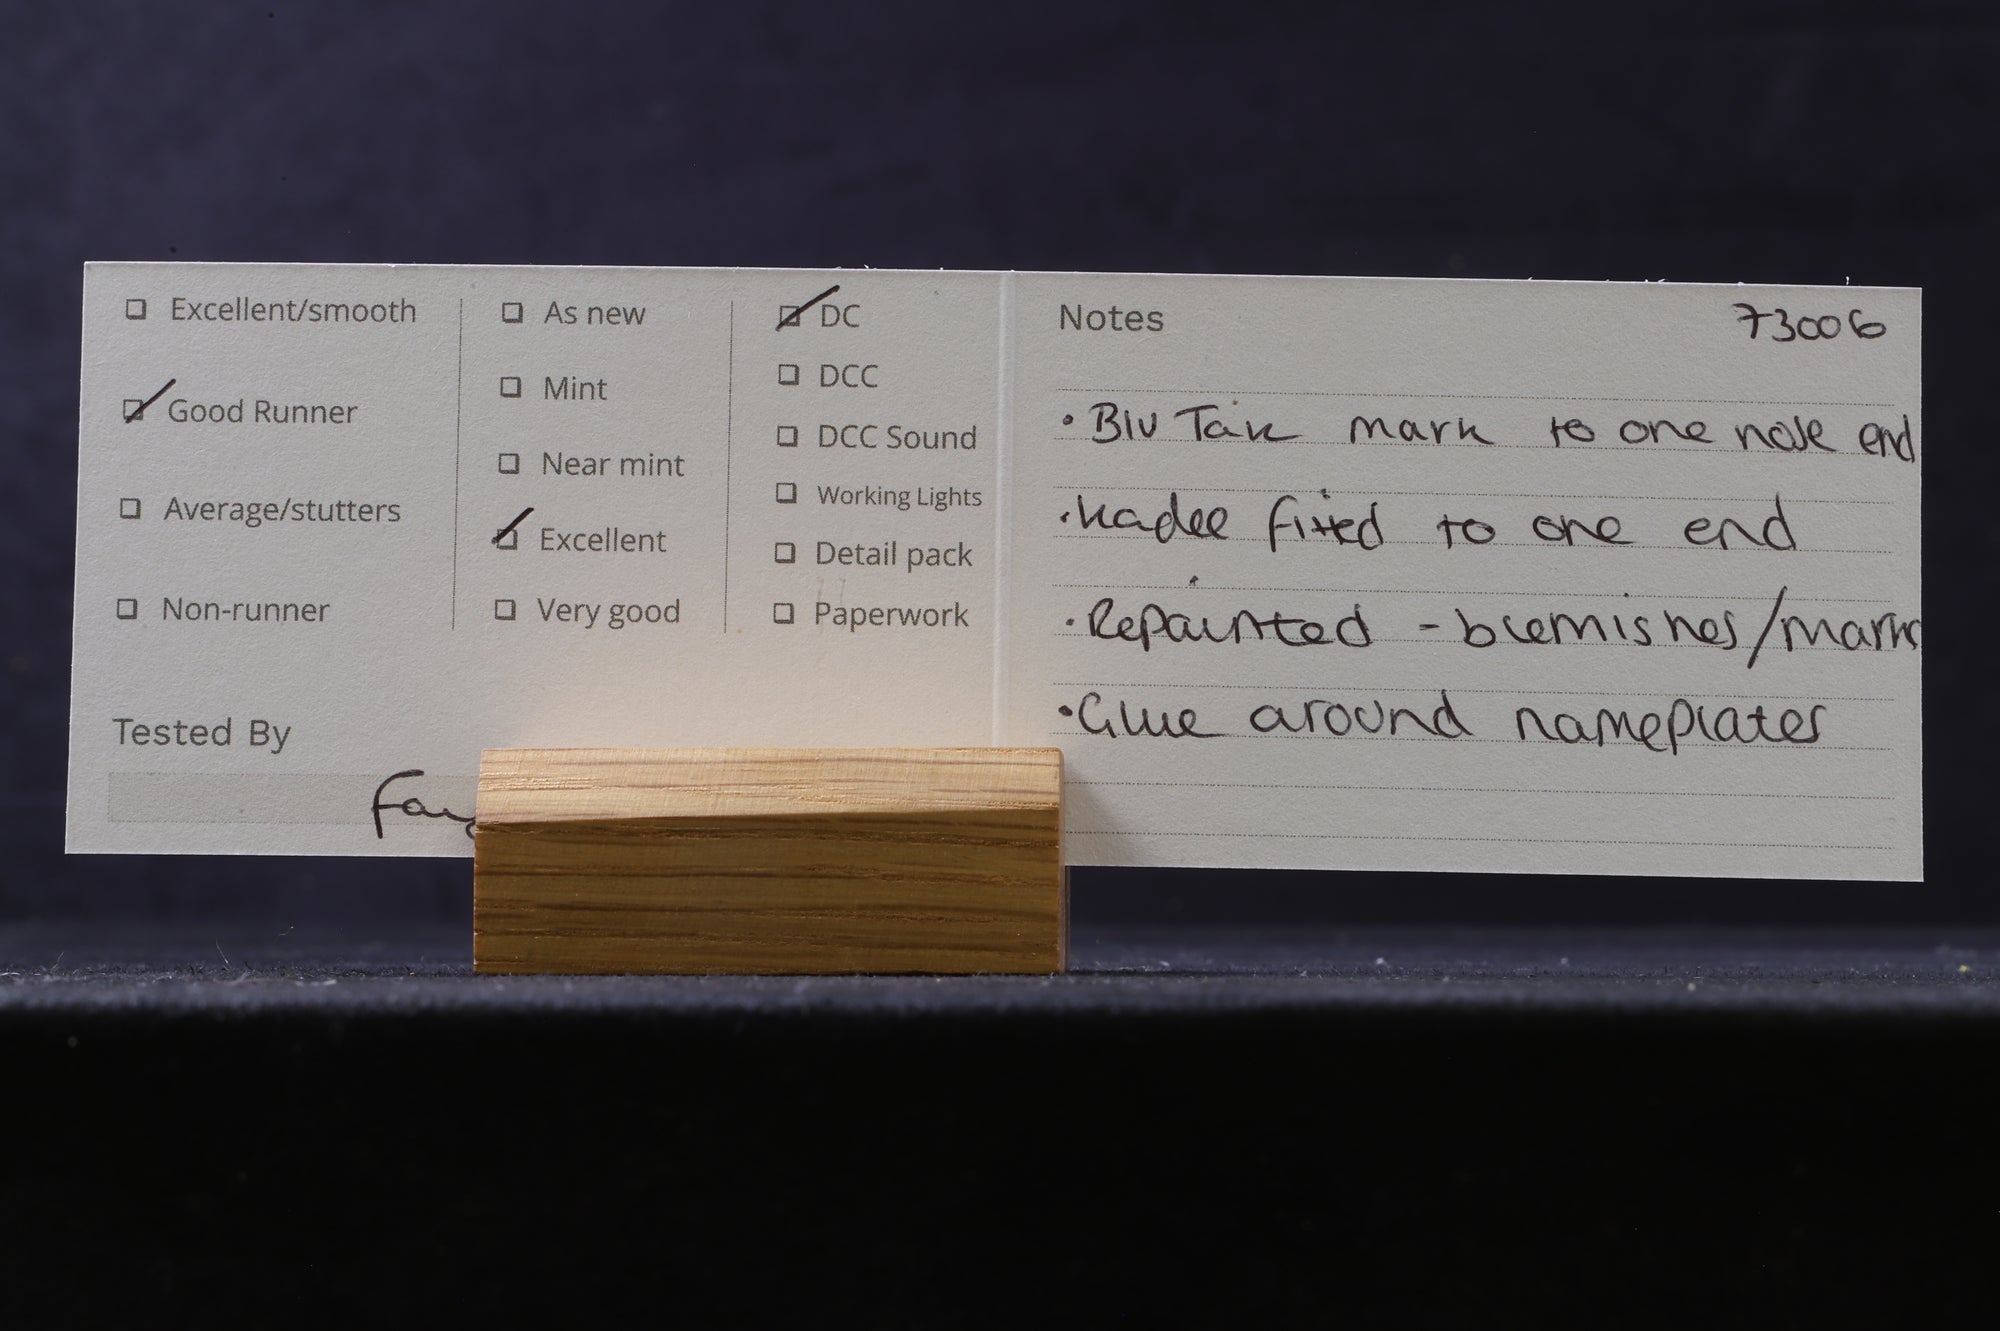 Excellent/smooth
Good Runner
Average/stutters
Non-runner
As new
Mint
Near mint
Excellent
Very good
DC
DCC
DCC Sound
Working Lights
Detail pack
Paperwork
Tested By
Notes
73006
• Blu Tak mark to one nose end
• Kadee fitted to one end
• Repainted - blemishes/marks
• Glue around nameplates